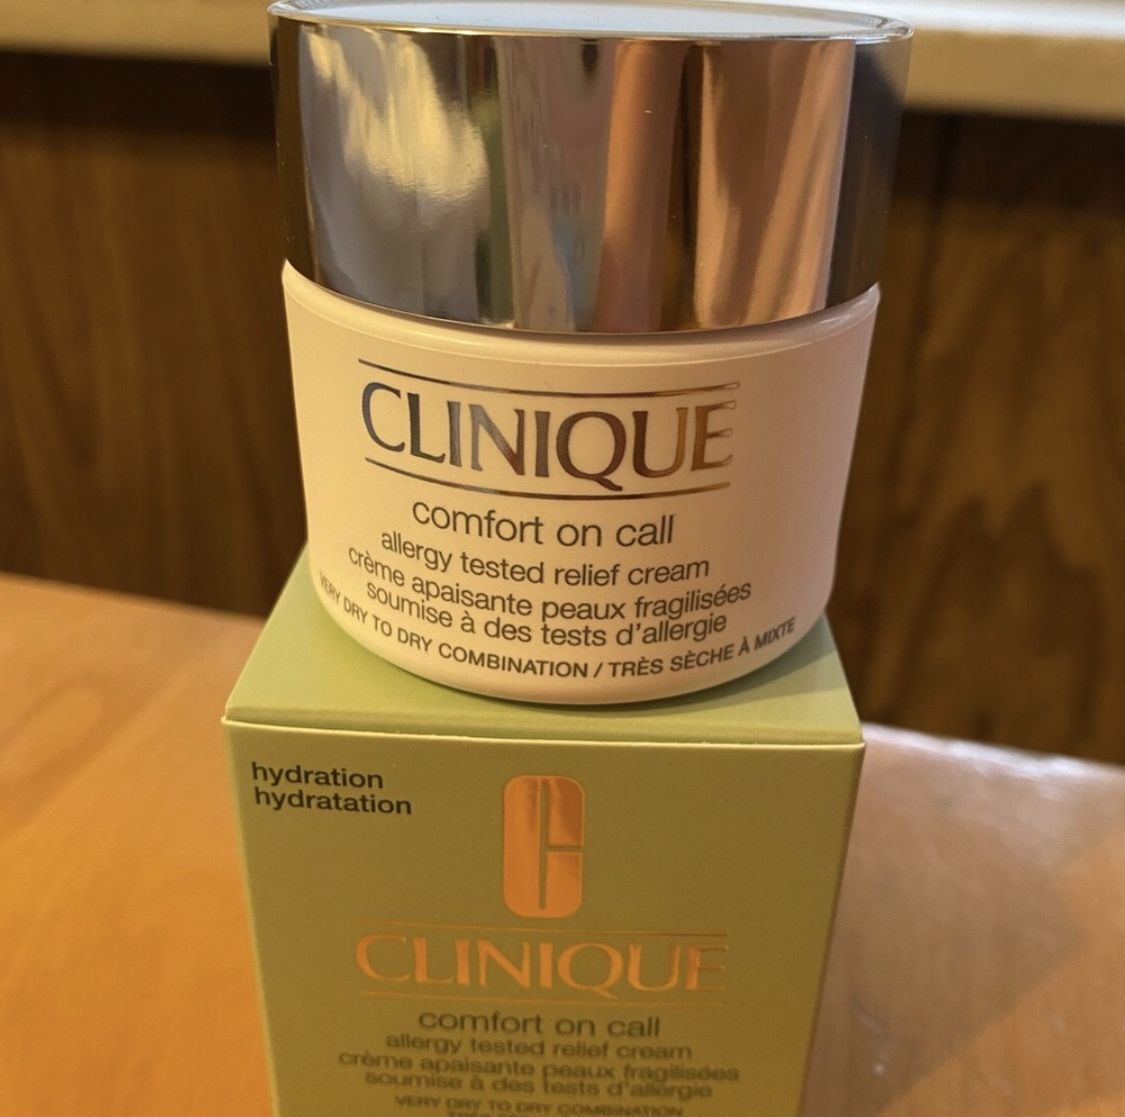 CLINIQUE
comfort on call
allergy tested relief cream
crème apaisante peaux fragilisées
soumise à des tests d'allergie
VERY DRY TO DRY COMBINATION / TRÈS SÈCHE À MIXTE
hydration
hydratation
CLINIQUE
comfort on call
allergy tested relief cream
crème apaisante peaux fragilisées
soumise à des tests d'allergie
VERY DRY TO DRY COMBINATION